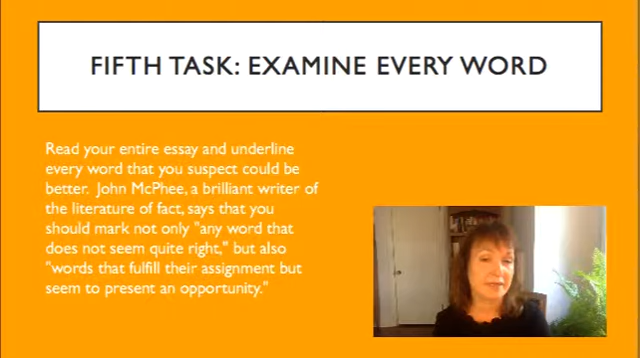 FIFTH TASK: EXAMINE EVERY WORD
Read your entire essay and underline
every word that you suspect could be
better.  John McPhee, a brilliant writer of
the literature of fact, says that you
should mark not only "any word that
does not seem quite right," but also
"words that fulfill their assignment but
seem to present an opportunity."